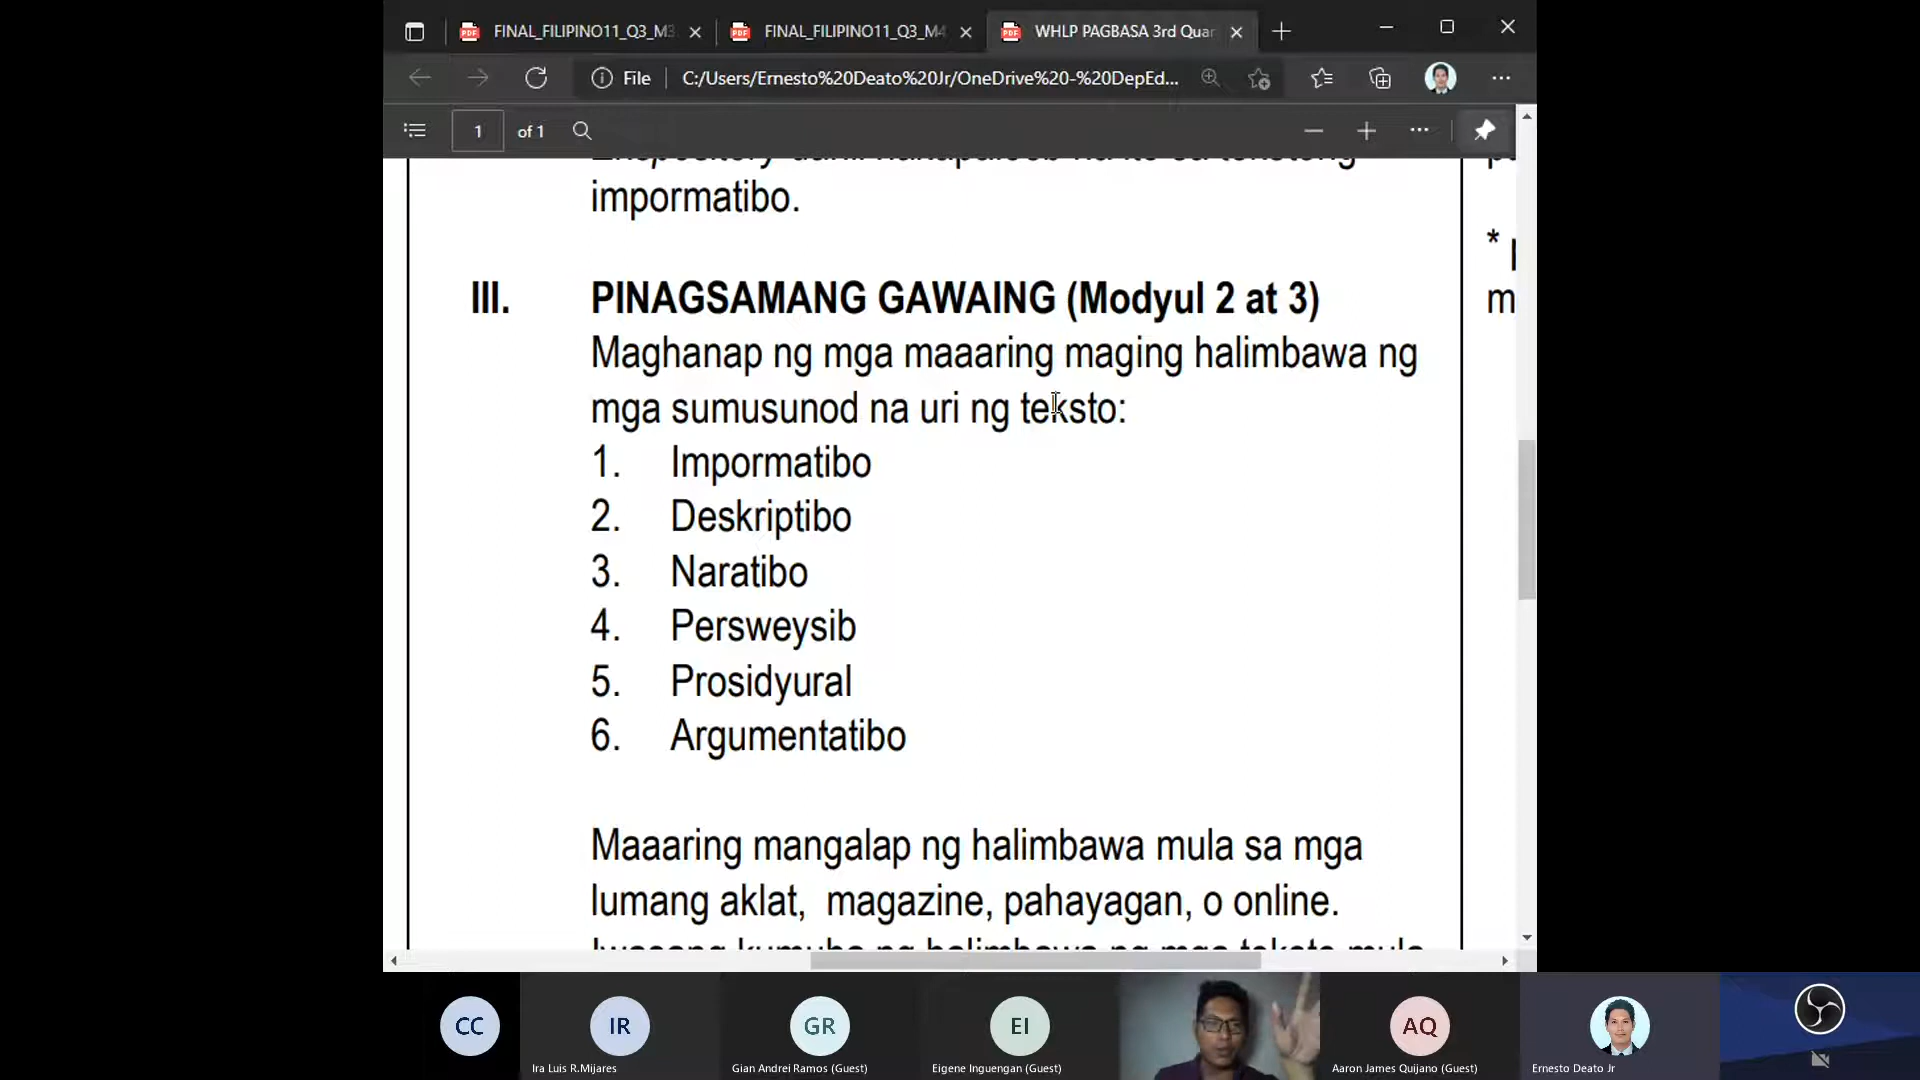 FINAL_FILIPINO11_Q3_M3
FINAL_FILIPINO11_Q3_M4
WHLP PAGBASA 3rd Quar
File
C:/Users/Ernesto%20Deato%20Jr/OneDrive%20-%20DepEd...
1
of 1
impormatibo.
III. PINAGSAMANG GAWAING (Modyul 2 at 3)
Maghanap ng mga maaaring maging halimbawa ng
mga sumusunod na uri ng teksto:
1. Impormatibo
2. Deskriptibo
3. Naratibo
4. Persweysib
5. Prosidyural
6. Argumentatibo
Maaaring mangalap ng halimbawa mula sa mga
lumang aklat, magazine, pahayagan, o online.
*
m
CC
IR
GR
EI
AQ
Ira Luis R.Mijares
Gian Andrei Ramos (Guest)
Eigene Inguengan (Guest)
Aaron James Quijano (Guest)
Ernesto Deato Jr